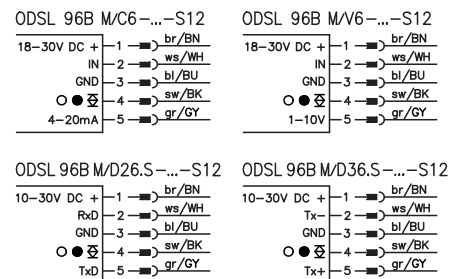 ODSL 96B M/C6-...-S12
18-30V DC + 1 br/BN
IN 2 ws/WH
GND 3 bl/BU
4 sw/BK
4-20mA 5 gr/GY
ODSL 96B M/V6-...-S12
18-30V DC + 1 br/BN
IN 2 ws/WH
GND 3 bl/BU
4 sw/BK
1-10V 5 gr/GY
ODSL 96B M/D26.S-...-S12
10-30V DC + 1 br/BN
RxD 2 ws/WH
GND 3 bl/BU
4 sw/BK
TxD 5 gr/GY
ODSL 96B M/D36.S-...-S12
10-30V DC + 1 br/BN
Tx- 2 ws/WH
GND 3 bl/BU
4 sw/BK
Tx+ 5 gr/GY